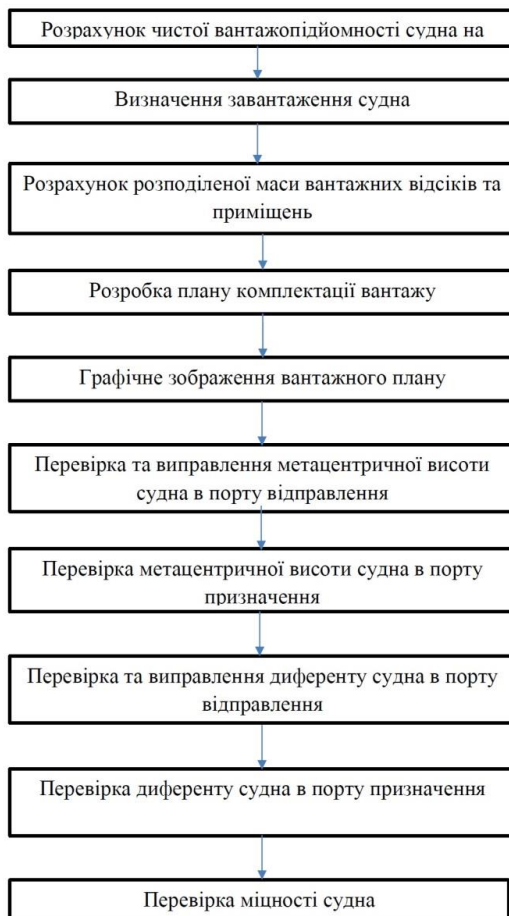 Розрахунок чистої вантажопідйомності судна на
Визначення завантаження судна
Розрахунок розподіленої маси вантажних відсіків та
приміщень
Розробка плану комплектації вантажу
Графічне зображення вантажного плану
Перевірка та виправлення метацентричної висоти
судна в порту відправлення
Перевірка метацентричної висоти судна в порту
призначення
Перевірка та виправлення диференту судна в порту
відправлення
Перевірка диференту судна в порту призначення
Перевірка міцності судна